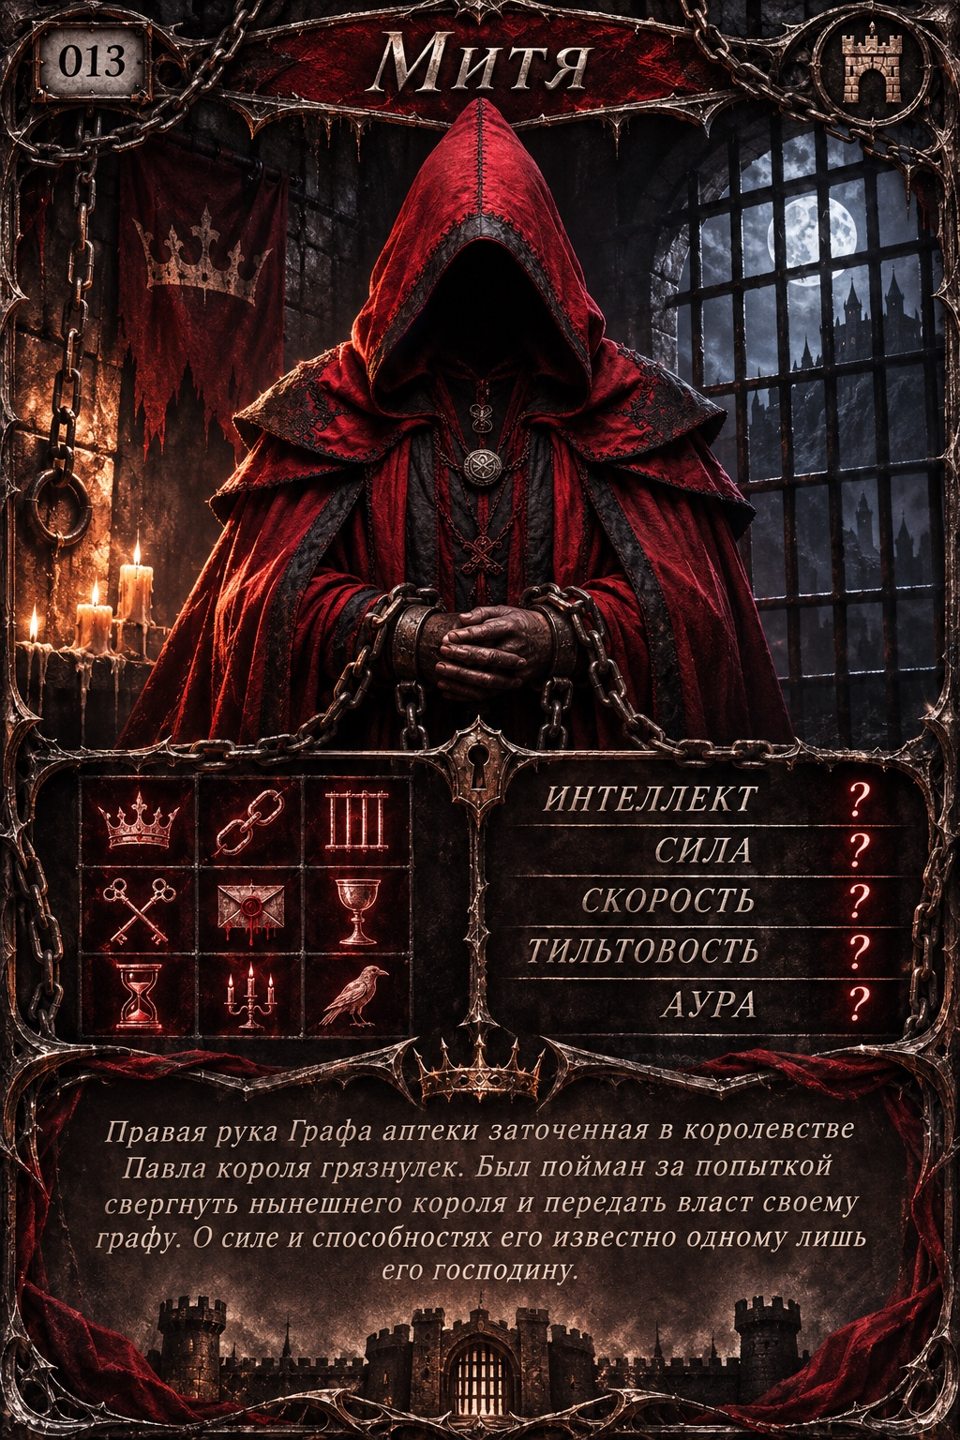 013
Митя
ИНТЕЛЛЕКТ ?
СИЛА ?
СКОРОСТЬ ?
ТИЛЬТОВОСТЬ ?
АУРА ?
Правая рука Графа аптеки заточенная в королевстве
Павла короля грязнулек. Был пойман за попыткой
свергнуть нынешнего короля и передать власт своему
графу. О силе и способностях его известно одному лишь
его господину.